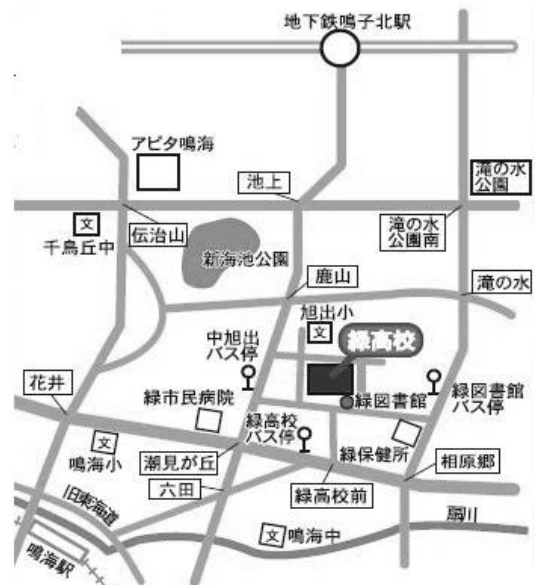 地下鉄鳴子北駅
アピタ鳴海
池上
滝の水
公園
文
千鳥丘中
伝治山
新海池公園
滝の水
公園南
鹿山
滝の水
旭出小
文
緑高校
中旭出
バス停
花井
緑市民病院
緑図書館
緑図書館
バス停
緑高校
バス停
文
鳴海小
潮見が丘
緑保健所
相原郷
六田
緑高校前
旧東海道
文
鳴海中
扇川
鳴海駅